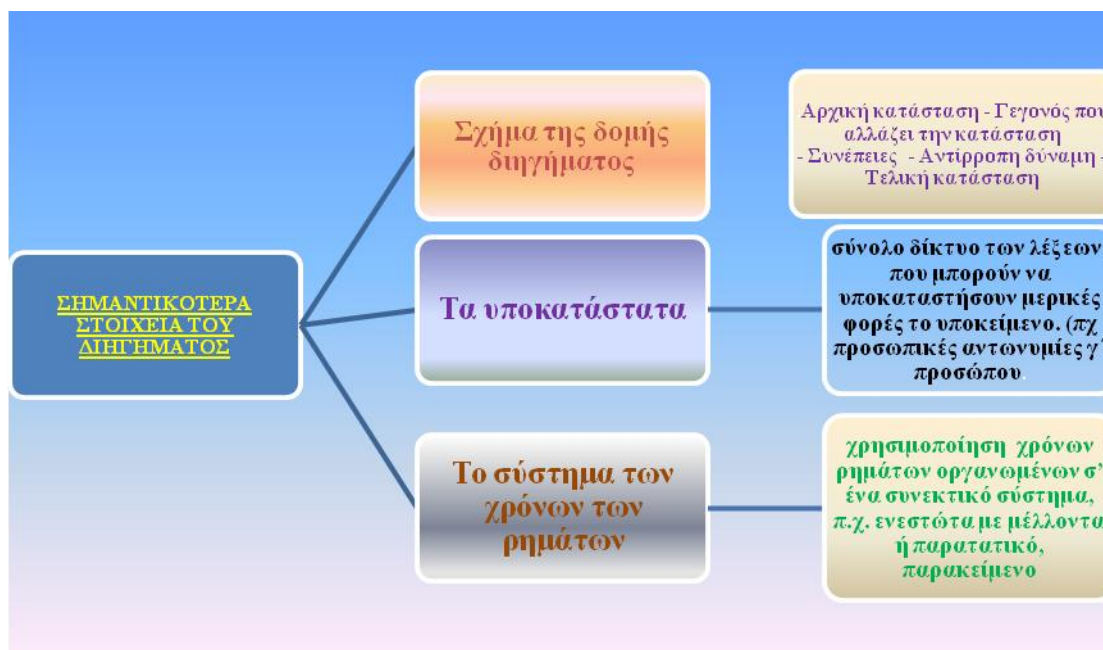 ΣΗΜΑΝΤΙΚΟΤΕΡΑ
ΣΤΟΙΧΕΙΑ ΤΟΥ
ΔΙΗΓΗΜΑΤΟΣ
Σχήμα της δομής
διηγήματος
Αρχική κατάσταση - Γεγονός που
αλλάζει την κατάσταση
- Συνέπειες - Αντίρροπη δύναμη -
Τελική κατάσταση
Τα υποκατάστατα
σύνολο δίκτυο των λέξεων
που μπορούν να
υποκαταστήσουν μερικές
φορές το υποκείμενο. (πχ
προσωπικές αντωνυμίες γ΄
προσώπου.
Το σύστημα των
χρόνων των
ρημάτων
χρησιμοποίηση χρόνων
ρημάτων οργανωμένων σ’
ένα συνεκτικό σύστημα,
π.χ. ενεστώτα με μέλλοντα
ή παρατατικό,
παρακείμενο